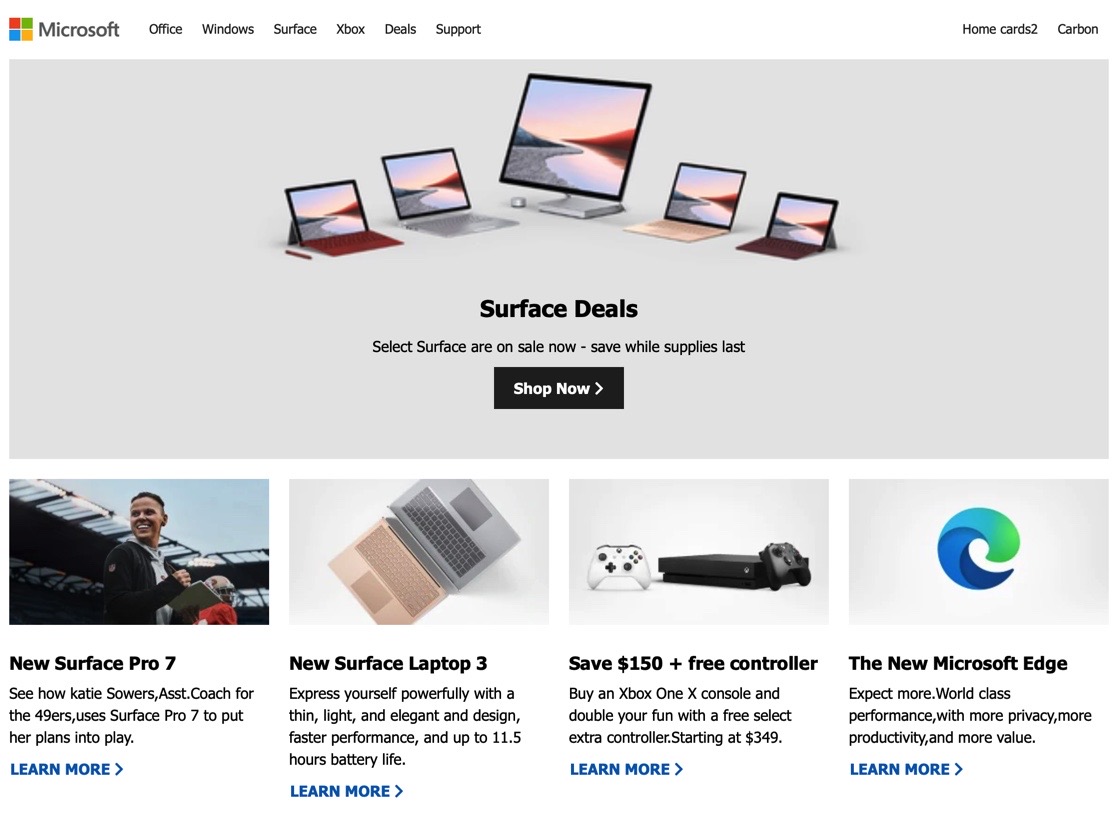 Microsoft Office Windows Surface Xbox Deals Support Home cards2 Carbon
Surface Deals
Select Surface are on sale now - save while supplies last
Shop Now
New Surface Pro 7
See how katie Sowers,Asst.Coach for
the 49ers,uses Surface Pro 7 to put
her plans into play.
LEARN MORE
New Surface Laptop 3
Express yourself powerfully with a
thin, light, and elegant and design,
faster performance, and up to 11.5
hours battery life.
LEARN MORE
Save $150 + free controller
Buy an Xbox One X console and
double your fun with a free select
extra controller.Starting at $349.
LEARN MORE
The New Microsoft Edge
Expect more.World class
performance,with more privacy,more
productivity,and more value.
LEARN MORE